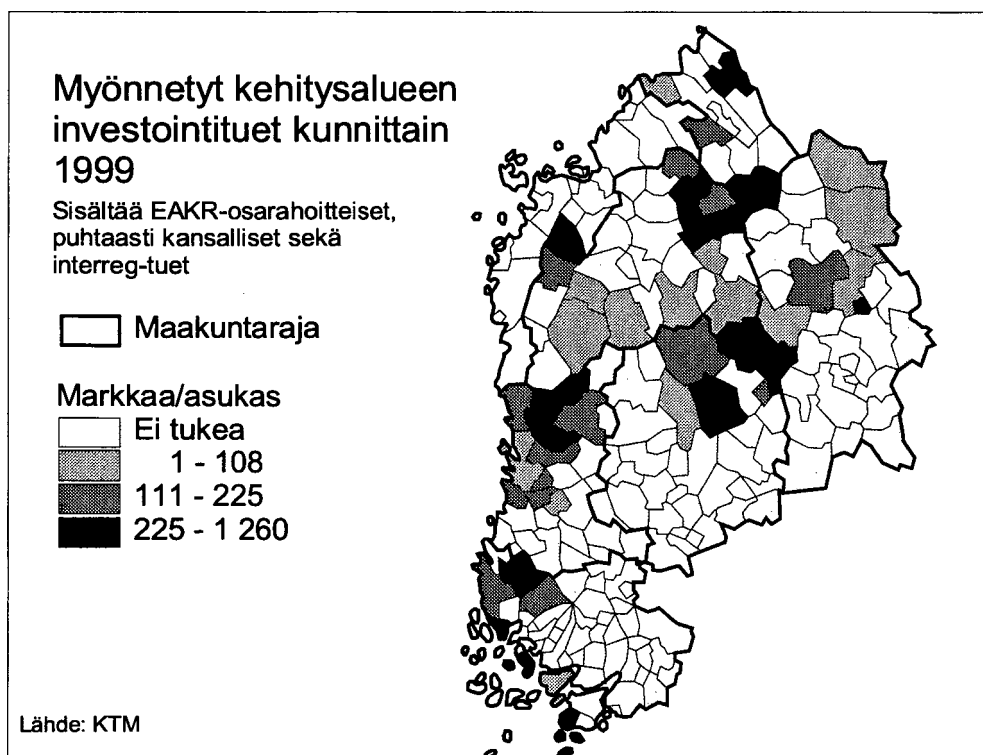 Myönnetyt kehitysalueen
investointituet kunnittain
1999
Sisältää EAKR-osarahoitteiset,
puhtaasti kansalliset sekä
interreg-tuet
Maakuntaraja
Markkaa/asukas
Ei tukea
1 - 108
111 - 225
225 - 1 260
Lähde: KTM